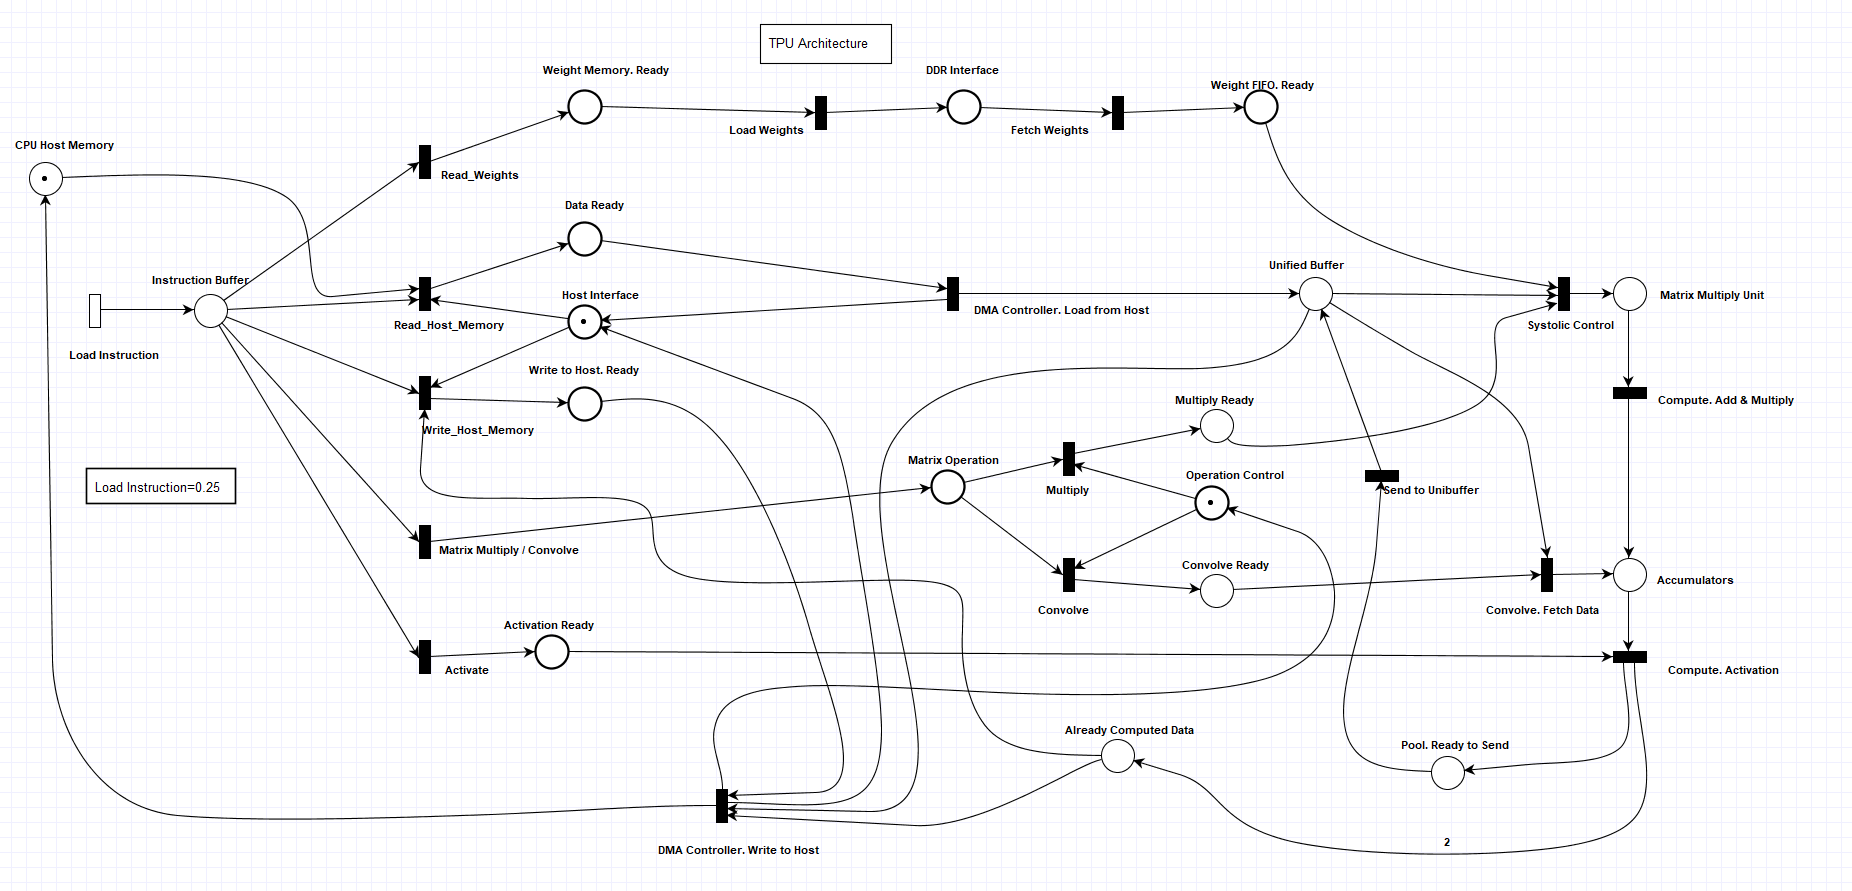 TPU Architecture
Weight Memory. Ready
DDR Interface
Weight FIFO. Ready
Load Weights
Fetch Weights
CPU Host Memory
Read_Weights
Data Ready
Instruction Buffer
Unified Buffer
Host Interface
Matrix Multiply Unit
DMA Controller. Load from Host
Read_Host_Memory
Systolic Control
Load Instruction
Write to Host. Ready
Multiply Ready
Compute. Add & Multiply
Write_Host_Memory
Matrix Operation
Operation Control
Load Instruction=0.25
Multiply
Send to Unibuffer
Matrix Multiply / Convolve
Convolve Ready
Accumulators
Convolve
Convolve. Fetch Data
Activation Ready
Activate
Compute. Activation
Already Computed Data
Pool. Ready to Send
2
DMA Controller. Write to Host